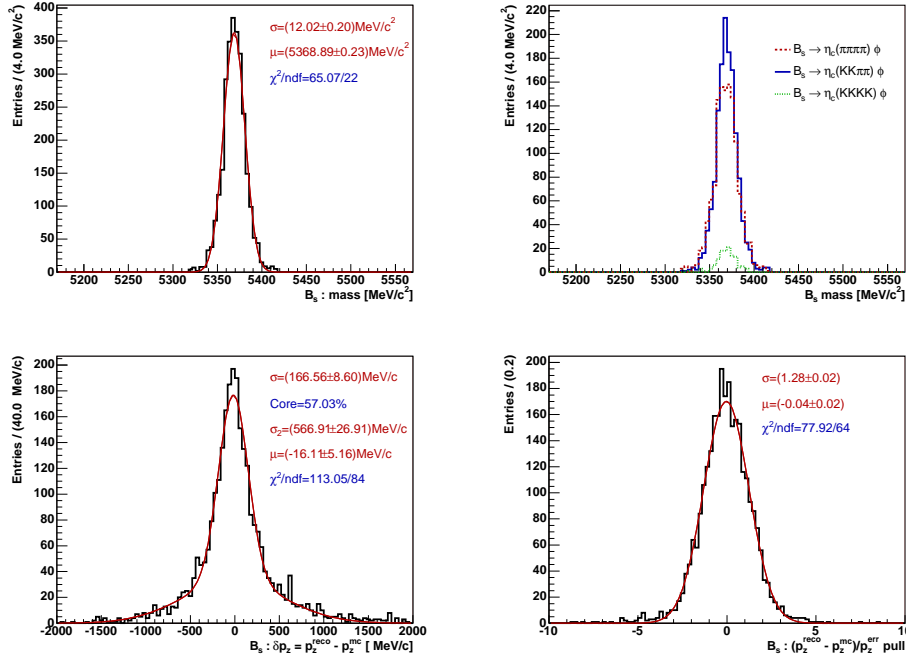 Entries / (4.0 MeV/c²)
400
350
300
250
200
150
100
50
0
σ=(12.02±0.20)MeV/c²
μ=(5368.89±0.23)MeV/c²
χ²/ndf=65.07/22
5200 5250 5300 5350 5400 5450 5500 5550
B_s : mass [MeV/c²]
Entries / (4.0 MeV/c²)
220
200
180
160
140
120
100
80
60
40
20
0
B_s → η_c(ππππ) φ
B_s → η_c(KKππ) φ
B_s → η_c(KKKK) φ
5200 5250 5300 5350 5400 5450 5500 5550
B_s mass [MeV/c²]
Entries / (40.0 MeV/c)
200
180
160
140
120
100
80
60
40
20
0
σ=(166.56±8.60)MeV/c
Core=57.03%
σ₂=(566.91±26.91)MeV/c
μ=(-16.11±5.16)MeV/c
χ²/ndf=113.05/84
-2000 -1500 -1000 -500 0 500 1000 1500 2000
B_s : δp_z = p_z^reco - p_z^mc [ MeV/c]
Entries / (0.2)
200
180
160
140
120
100
80
60
40
20
0
σ=(1.28±0.02)
μ=(-0.04±0.02)
χ²/ndf=77.92/64
-10 -5 0 5 10
B_s : (p_z^reco - p_z^mc)/p_z^err pull